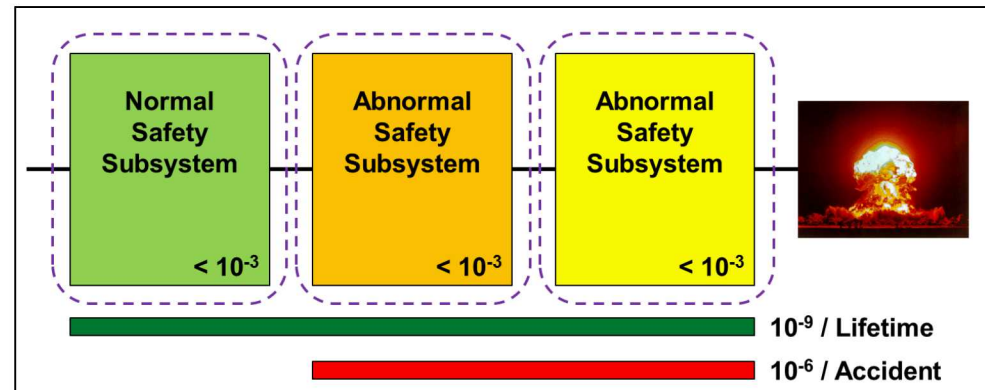 Normal
Safety
Subsystem
< 10⁻³
Abnormal
Safety
Subsystem
< 10⁻³
Abnormal
Safety
Subsystem
< 10⁻³
10⁻⁹ / Lifetime
10⁻⁶ / Accident